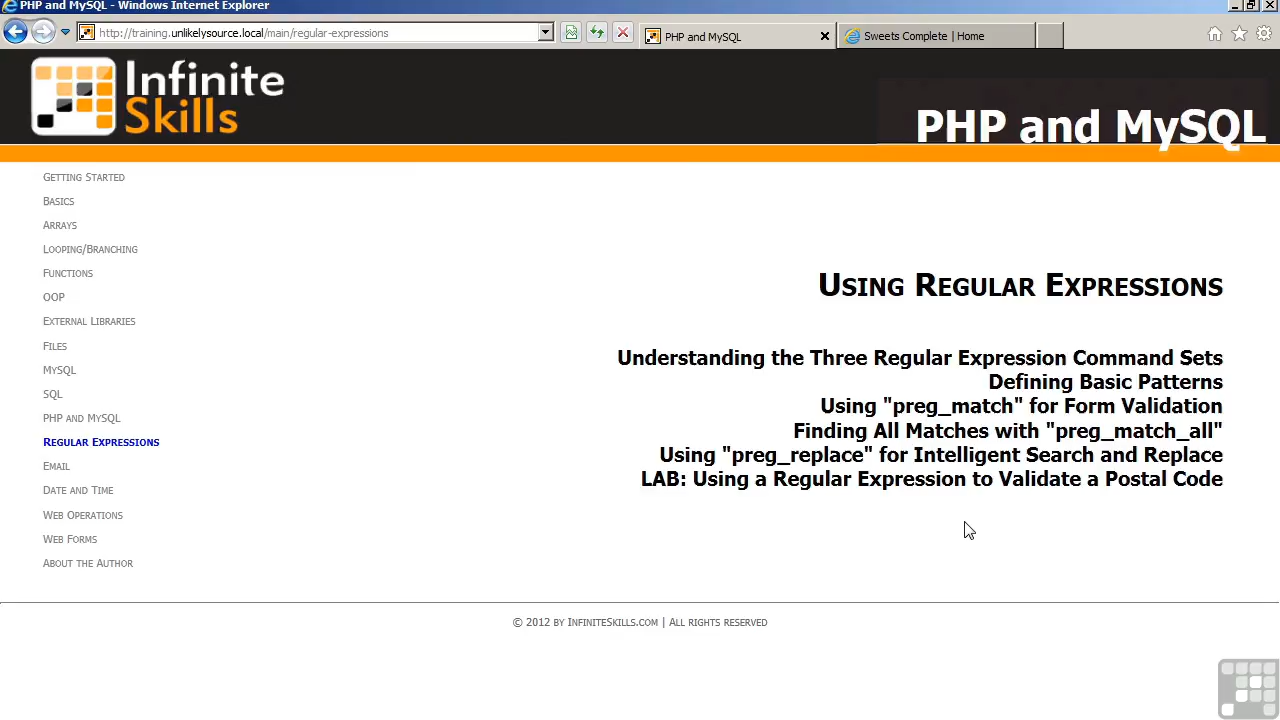 PHP and MySQL - Windows Internet Explorer
http://training.unlikelysource.local/main/regular-expressions
PHP and MySQL
Sweets Complete | Home
Infinite
Skills
PHP and MySQL
GETTING STARTED
BASICS
ARRAYS
LOOPING/BRANCHING
FUNCTIONS
OOP
EXTERNAL LIBRARIES
FILES
MYSQL
SQL
PHP AND MYSQL
REGULAR EXPRESSIONS
EMAIL
DATE AND TIME
WEB OPERATIONS
WEB FORMS
ABOUT THE AUTHOR
USING REGULAR EXPRESSIONS
Understanding the Three Regular Expression Command Sets
Defining Basic Patterns
Using "preg_match" for Form Validation
Finding All Matches with "preg_match_all"
Using "preg_replace" for Intelligent Search and Replace
LAB: Using a Regular Expression to Validate a Postal Code
© 2012 BY INFINITESKILLS.COM | ALL RIGHTS RESERVED